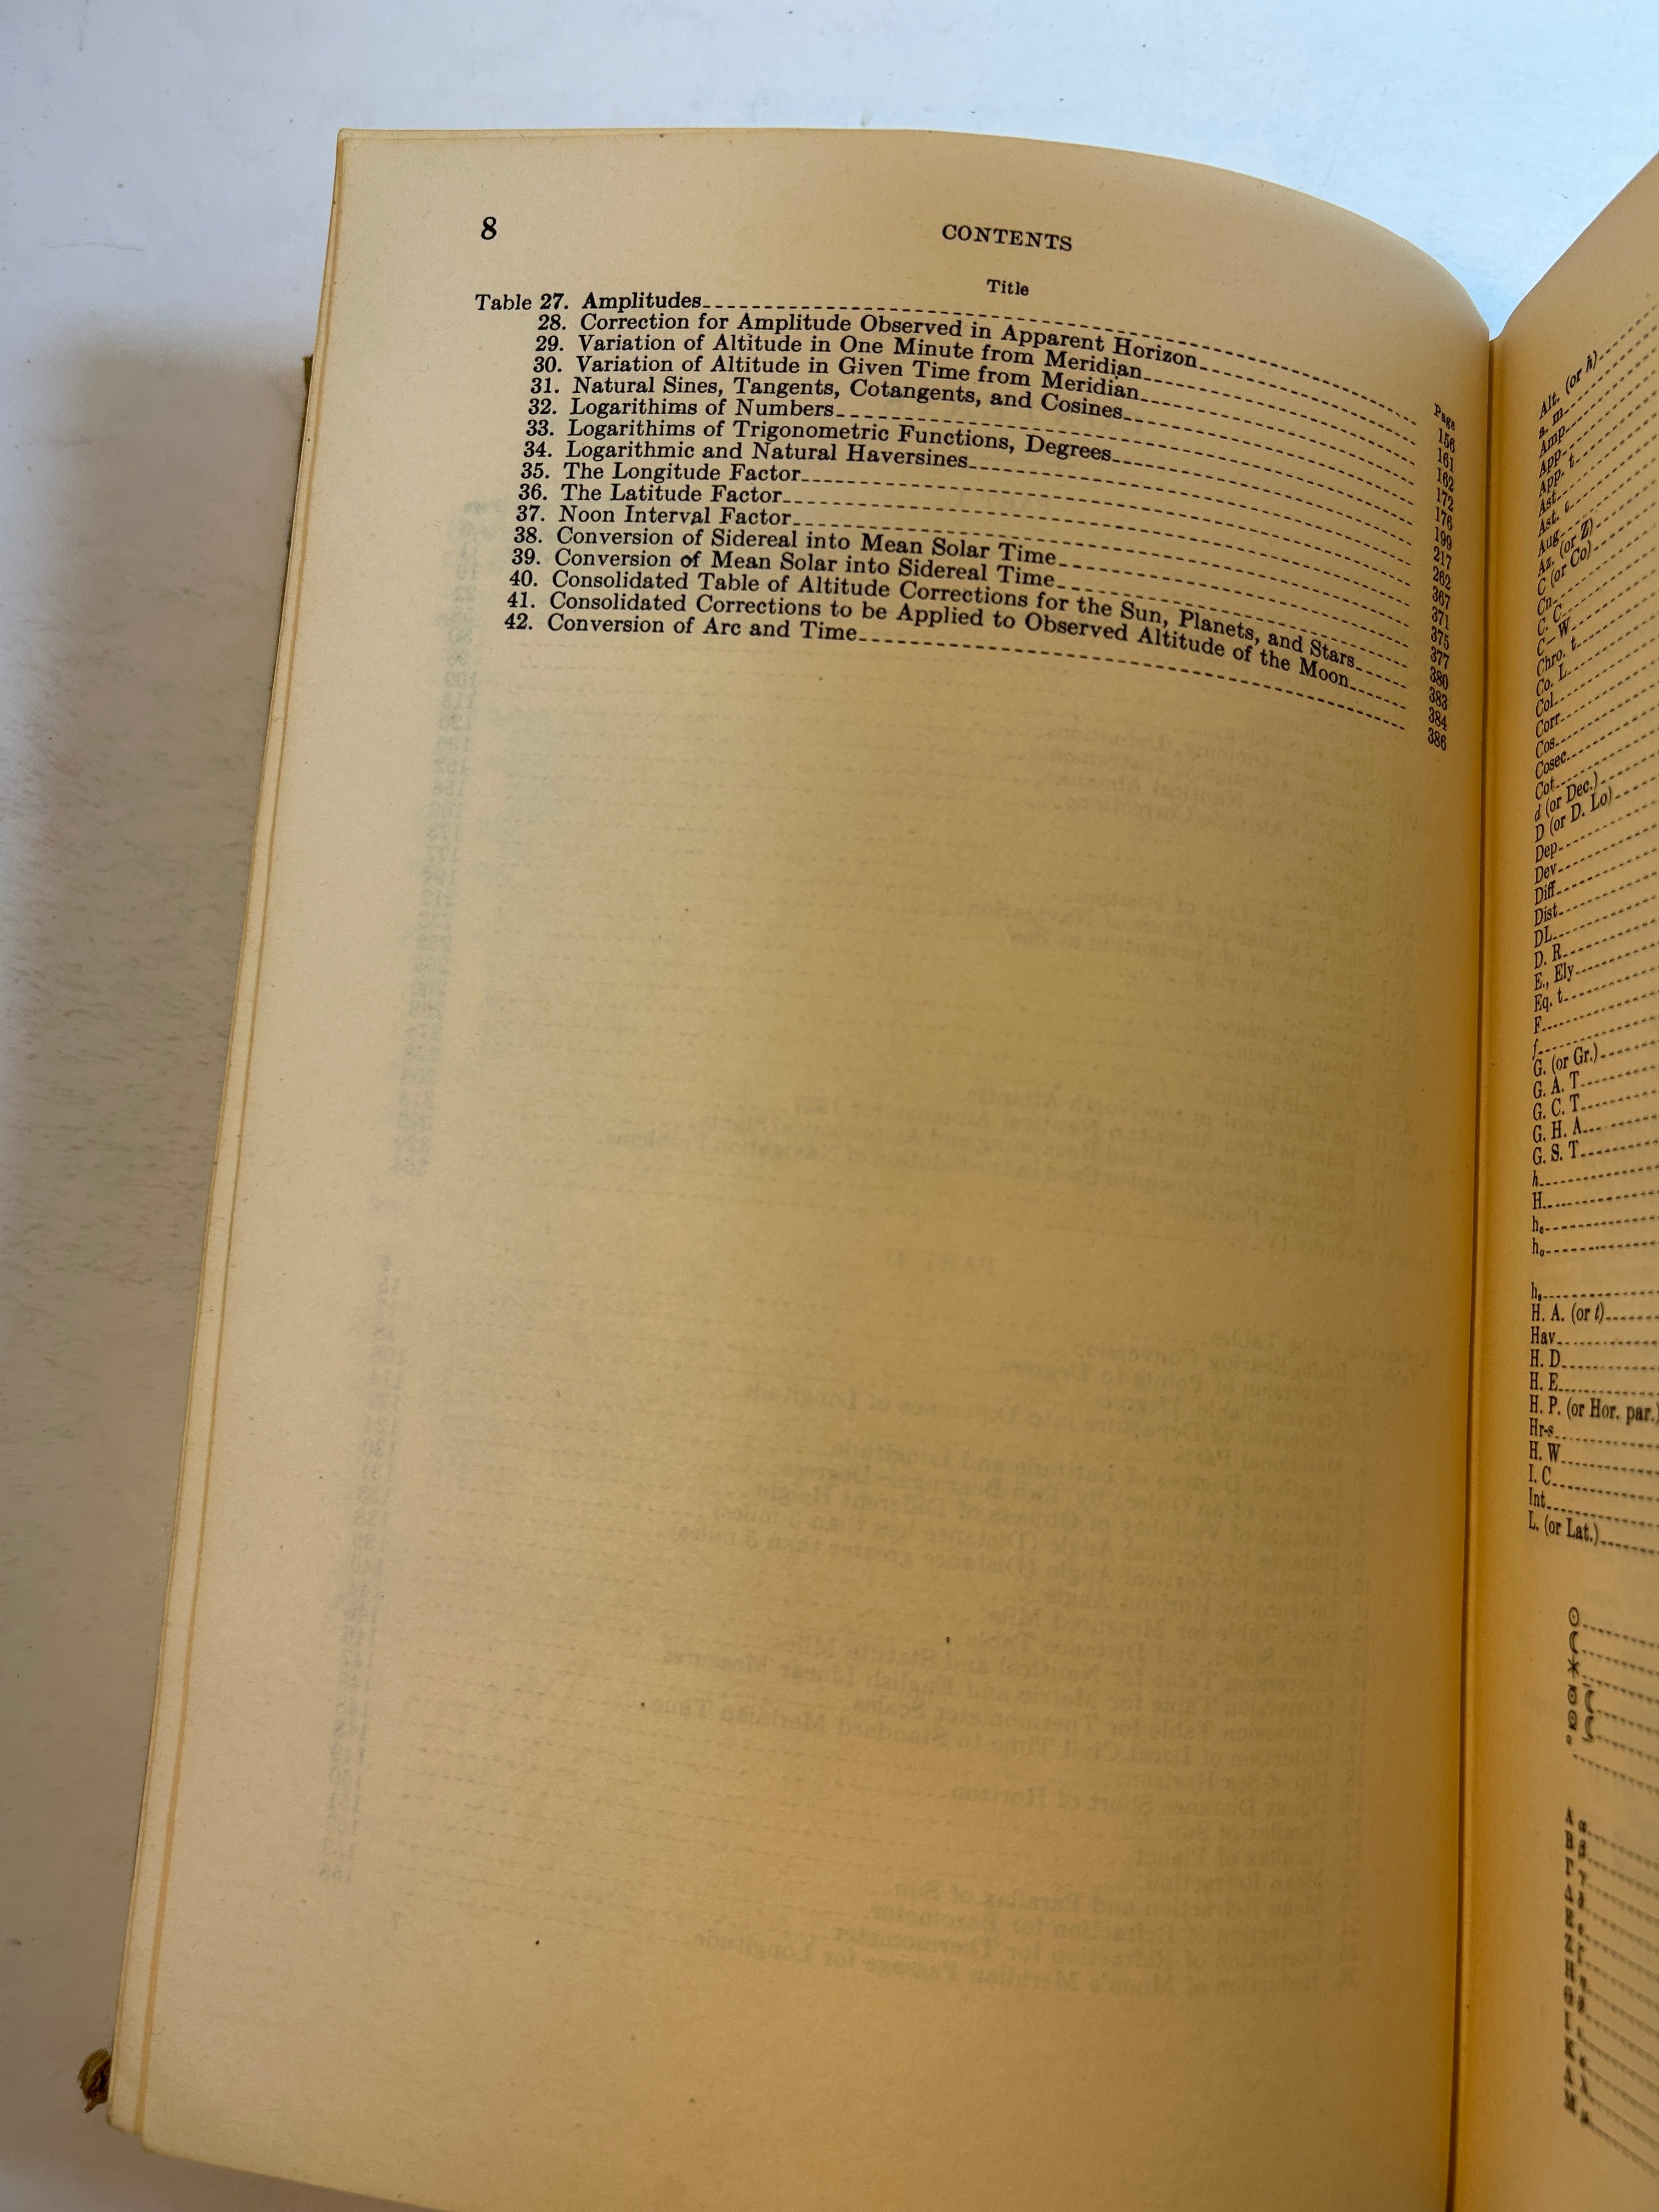 8 CONTENTS
Title
Page
Table 27. Amplitudes 156
28. Correction for Amplitude Observed in Apparent Horizon 161
29. Variation of Altitude in One Minute from Meridian 162
30. Variation of Altitude in Given Time from Meridian 172
31. Natural Sines, Tangents, Cotangents, and Cosines 176
32. Logarithims of Numbers 199
33. Logarithims of Trigonometric Functions, Degrees 217
34. Logarithmic and Natural Haversines 262
35. The Longitude Factor 367
36. The Latitude Factor 371
37. Noon Interval Factor 375
38. Conversion of Sidereal into Mean Solar Time 377
39. Conversion of Mean Solar into Sidereal Time 380
40. Consolidated Table of Altitude Corrections for the Sun, Planets, and Stars 383
41. Consolidated Corrections to be Applied to Observed Altitude of the Moon 384
42. Conversion of Arc and Time 386
Alt. (or h)
a. m.
Amp
App
App. t
Ast
Ast. t
Aug
Az. (or Z)
C (or Co)
Cn
C. C
C–W
Chro. t
Co. L
Col
Corr
Cos
Cosec
Cot
d (or Dec.)
D (or D. Lo)
Dep
Dev
Diff
Dist
DL
D. R
E., Ely
Eq. t
F
f
G. (or Gr.)
G. A. T
G. C. T
G. H. A
G. S. T
h
H
hc
ho
hs
H. A. (or t)
Hav
H. D
H. E
H. P. (or Hor. par.)
Hr-s
H. W
I. C
Int
L. (or Lat.)